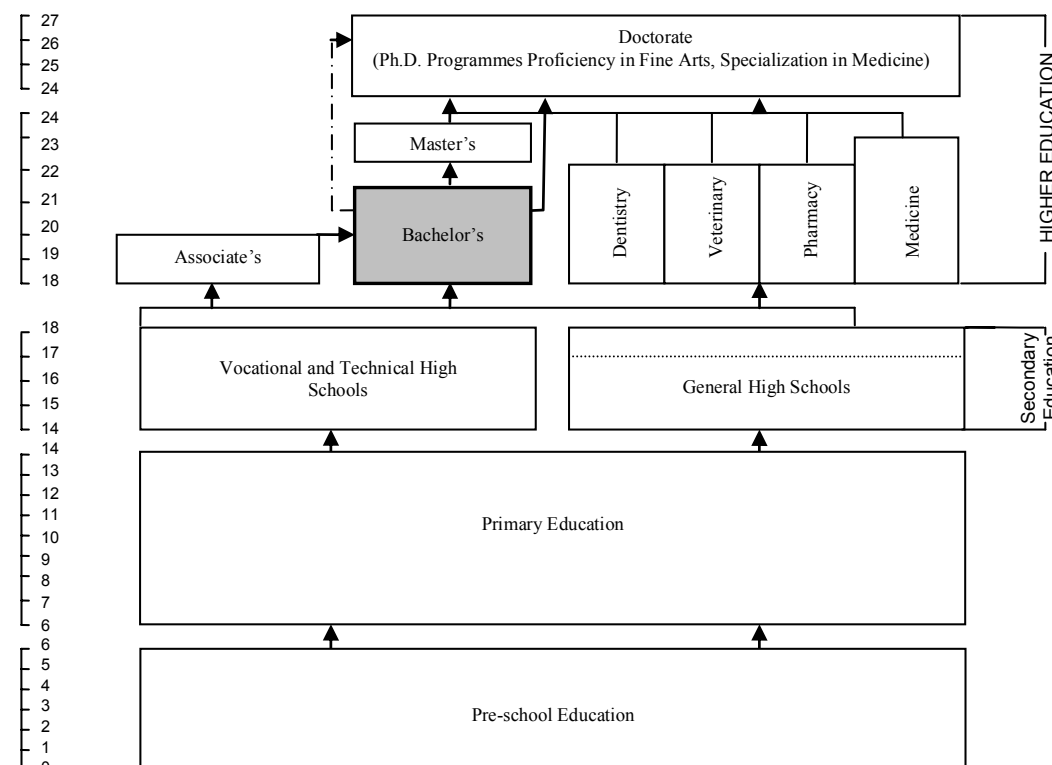 27
26
25
24
Doctorate
(Ph.D. Programmes Proficiency in Fine Arts, Specialization in Medicine)
24
23
22
21
20
19
18
Master's
Bachelor's
Associate's
Dentistry
Veterinary
Pharmacy
Medicine
HIGHER EDUCATION
18
17
16
15
14
Vocational and Technical High
Schools
General High Schools
Secondary
Education
14
13
12
11
10
9
8
7
6
Primary Education
6
5
4
3
2
1
0
Pre-school Education